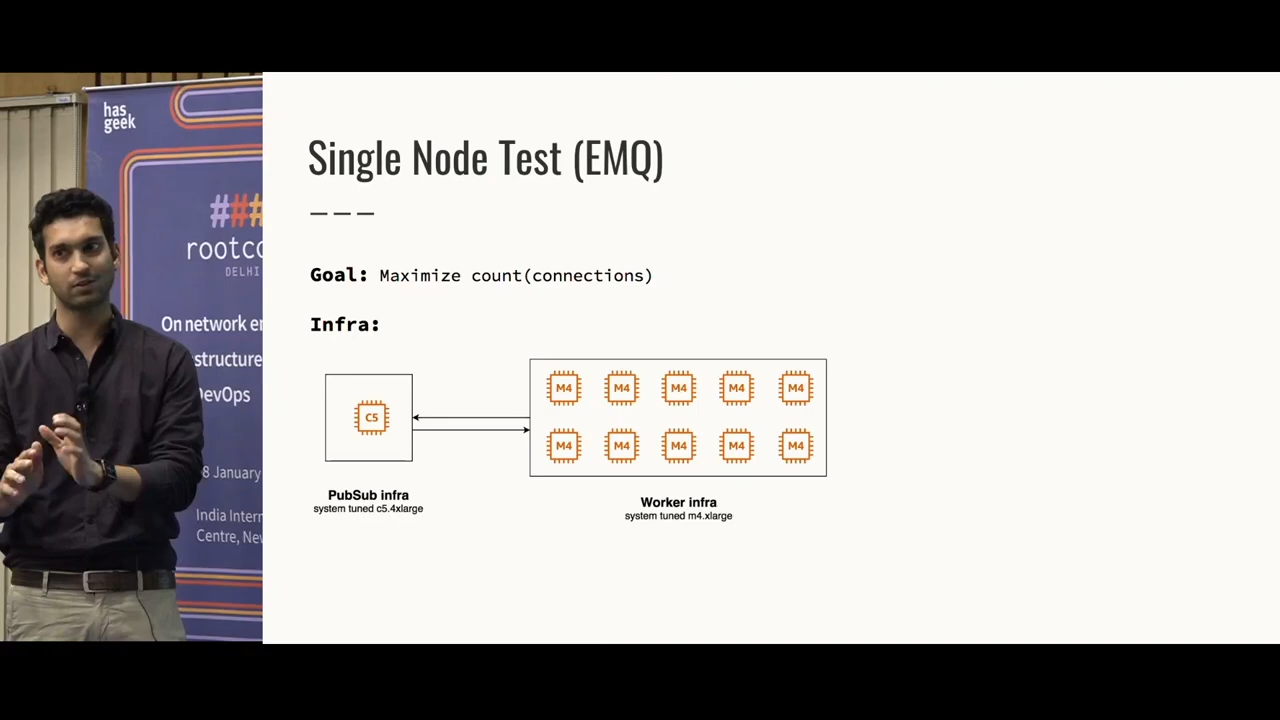 has
geek
###
rootco
DELHI
On network en
structure
DevOps
8 January
India Intern
Centre, New
Single Node Test (EMQ)
Goal: Maximize count(connections)
Infra:
C5
M4 M4 M4 M4 M4
M4 M4 M4 M4 M4
PubSub infra
system tuned c5.4xlarge
Worker infra
system tuned m4.xlarge